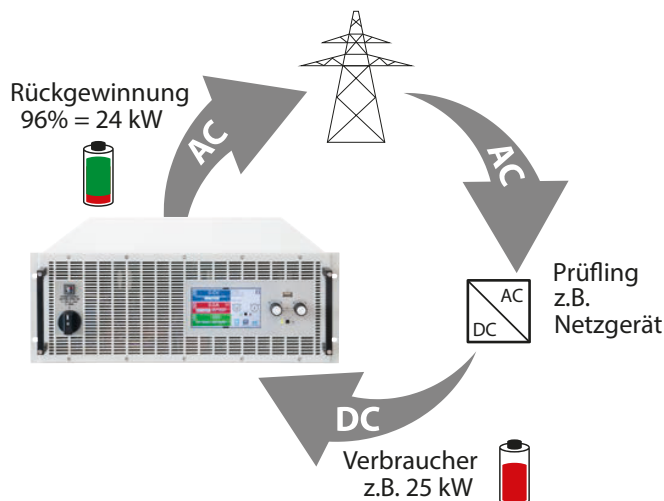 Rückgewinnung
96% = 24 kW
AC
AC
AC
DC
Prüfling
z.B.
Netzgerät
DC
Verbraucher
z.B. 25 kW